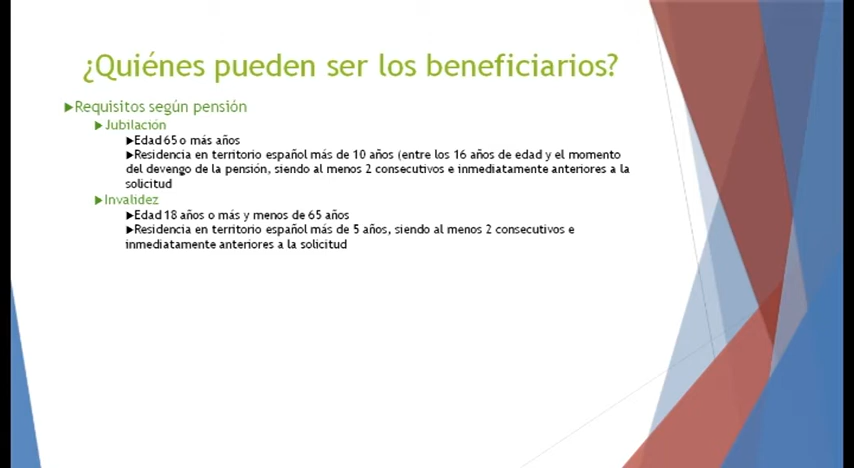 ¿Quiénes pueden ser los beneficiarios?
Requisitos según pensión
Jubilación
Edad 65 o más años
Residencia en territorio español más de 10 años (entre los 16 años de edad y el momento
del devengo de la pensión, siendo al menos 2 consecutivos e inmediatamente anteriores a la
solicitud
Invalidez
Edad 18 años o más y menos de 65 años
Residencia en territorio español más de 5 años, siendo al menos 2 consecutivos e
inmediatamente anteriores a la solicitud